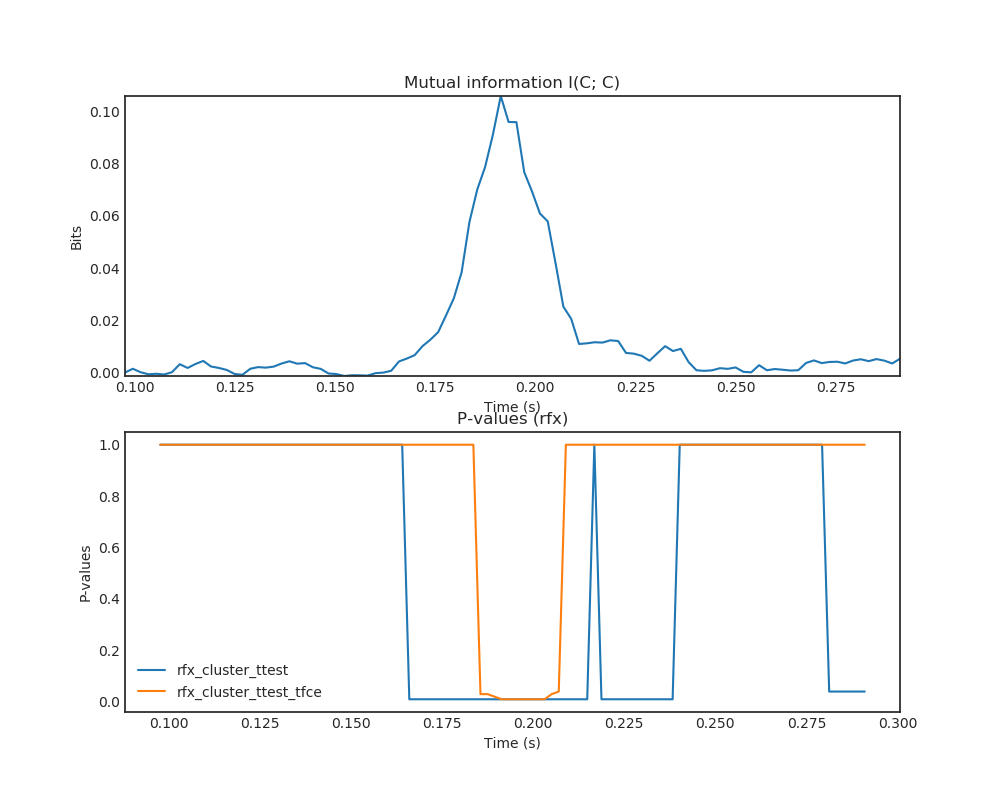 Mutual information I(C; C)
0.10
0.08
0.06
0.04
0.02
0.00
Bits
0.100 0.125 0.150 0.175 0.200 0.225 0.250 0.275
Time (s)
P-values (rfx)
1.0
0.8
0.6
0.4
0.2
0.0
P-values
rfx_cluster_ttest
rfx_cluster_ttest_tfce
0.100 0.125 0.150 0.175 0.200 0.225 0.250 0.275 0.300
Time (s)